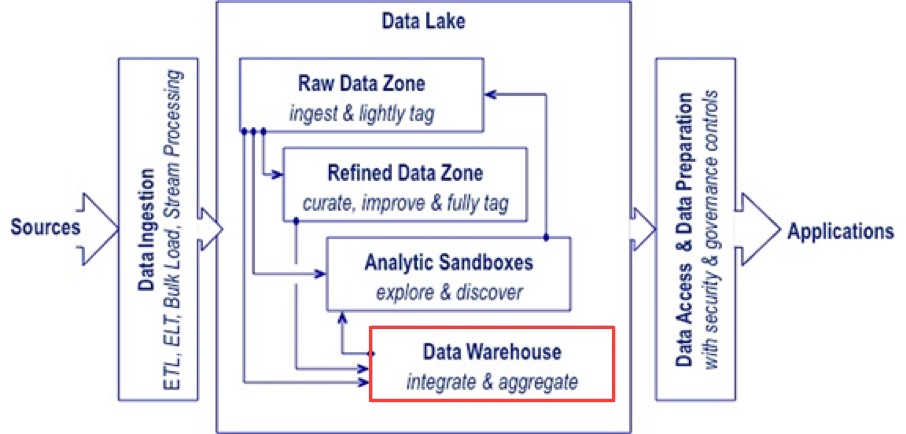 Data Lake
Raw Data Zone
ingest & lightly tag
Refined Data Zone
curate, improve & fully tag
Analytic Sandboxes
explore & discover
Data Warehouse
integrate & aggregate
Sources
Data Ingestion
ETL, ELT, Bulk Load, Stream Processing
Data Access & Data Preparation
with security & governance controls
Applications